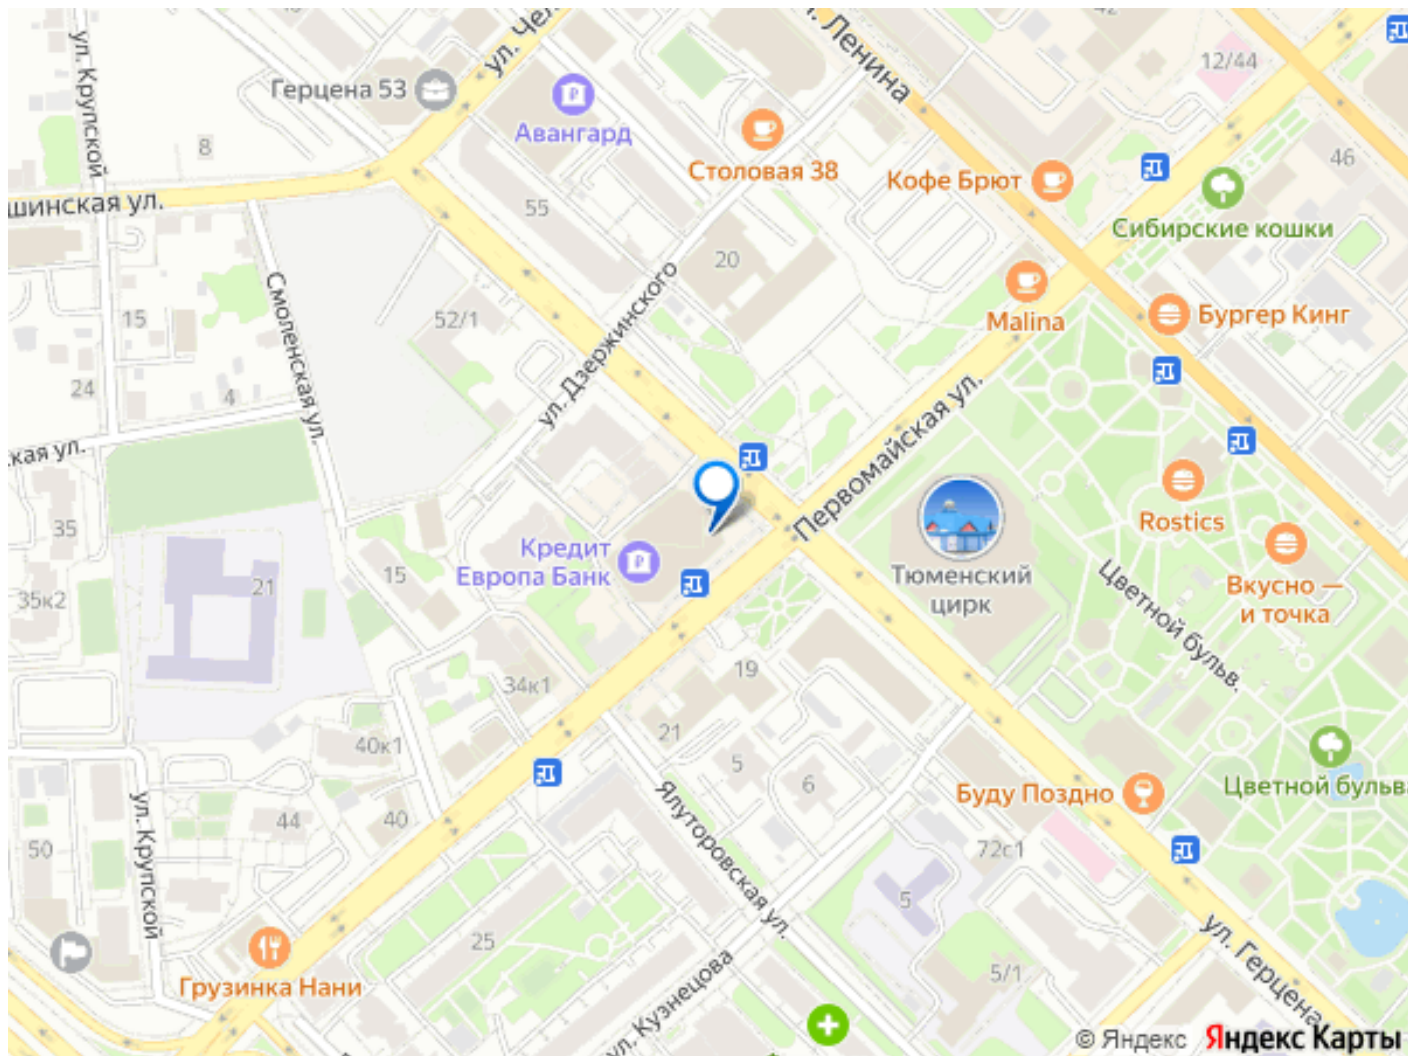 ул. Крупской
Герцена 53
ул. Чел
Авангард
ул. Ленина
42
12/44
Столовая 38
Кофе Брют
46
Сибирские кошки
8
шинская ул.
55
20
Malina
Бургер Кинг
Смоленская ул.
15
52/1
ул. Дзержинского
24
4
кая ул.
Первомайская ул.
Rostics
35
Кредит
Европа Банк
Тюменский
цирк
Вкусно —
и точка
Цветной бульв.
35к2
21
15
34к1
19
21
40к1
5
6
Буду Поздно
Цветной бульва
ул. Крупской
50
44
40
Ялуторовская ул.
72с1
5
25
Грузинка Нани
ул. Кузнецова
5/1
ул. Герцена
© Яндекс Яндекс Карты